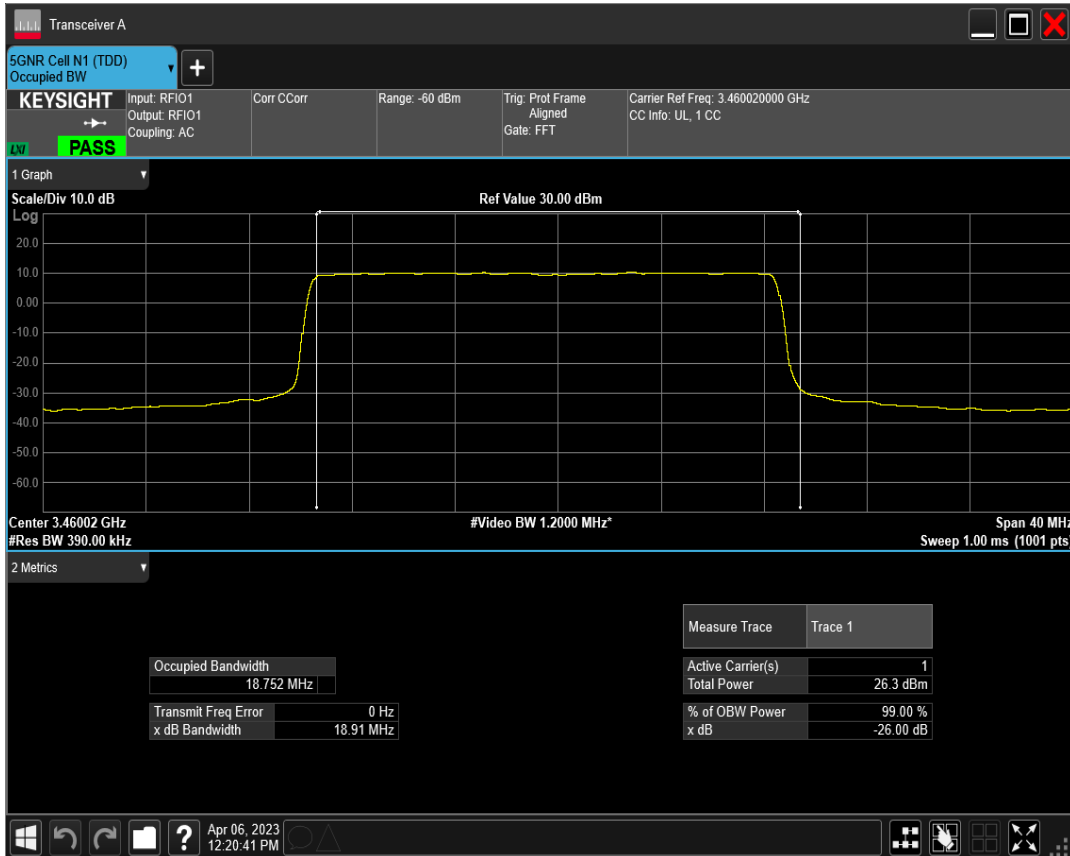 Transceiver A
5GNR Cell N1 (TDD)
Occupied BW
+
KEYSIGHT
LXI
PASS
Input: RFIO1
Output: RFIO1
Coupling: AC
Corr CCorr
Range: -60 dBm
Trig: Prot Frame
Aligned
Gate: FFT
Carrier Ref Freq: 3.460020000 GHz
CC Info: UL, 1 CC
1 Graph
Scale/Div 10.0 dB
Ref Value 30.00 dBm
Log
20.0
10.0
0.00
-10.0
-20.0
-30.0
-40.0
-50.0
-60.0
Center 3.46002 GHz
#Video BW 1.2000 MHz*
Span 40 MHz
#Res BW 390.00 kHz
Sweep 1.00 ms (1001 pts)
2 Metrics
Measure Trace Trace 1
Occupied Bandwidth
18.752 MHz
Active Carrier(s) 1
Total Power 26.3 dBm
Transmit Freq Error 0 Hz
x dB Bandwidth 18.91 MHz
% of OBW Power 99.00 %
x dB -26.00 dB
?
Apr 06, 2023
12:20:41 PM